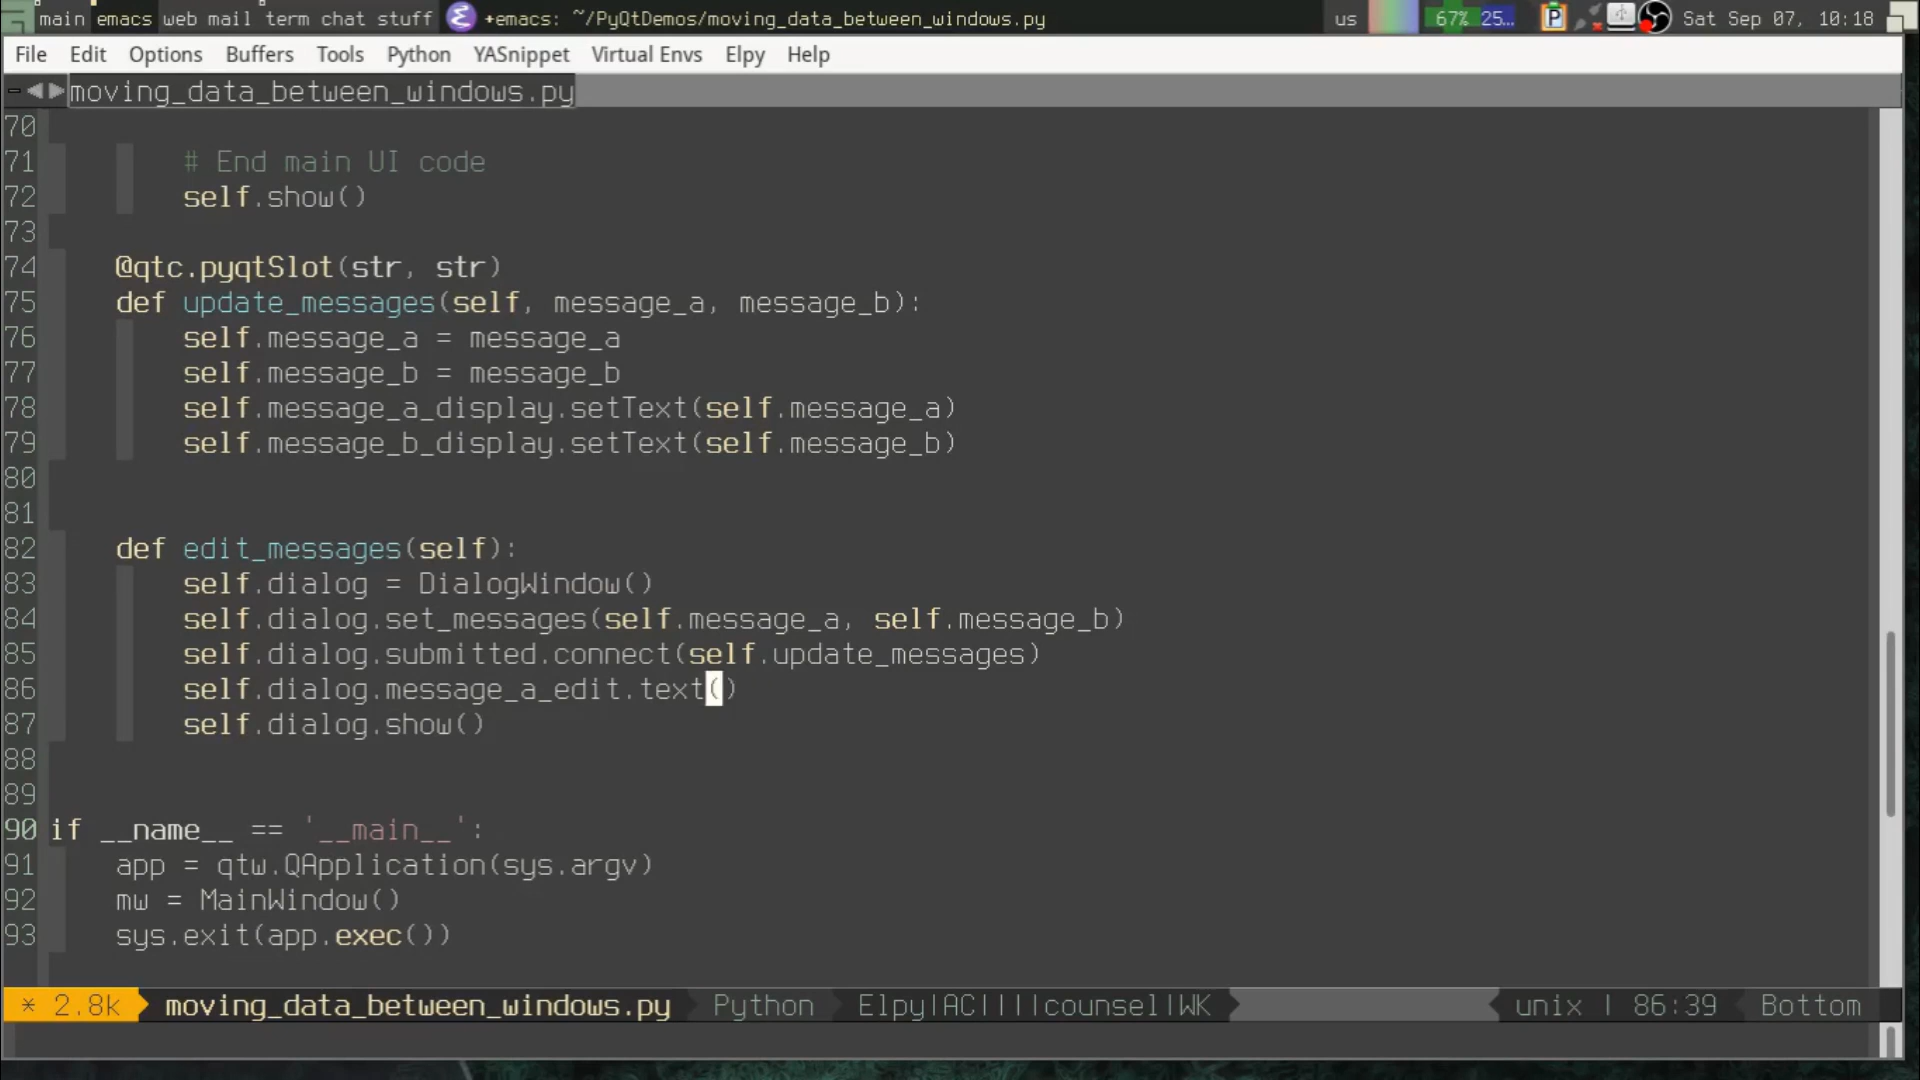 main emacs web mail term chat stuff +emacs: ~/PyQtDemos/moving_data_between_windows.py us 67% 25... P Sat Sep 07, 10:18
File Edit Options Buffers Tools Python YASnippet Virtual Envs Elpy Help
moving_data_between_windows.py
70
71 # End main UI code
72 self.show()
73
74 @qtc.pyqtSlot(str, str)
75 def update_messages(self, message_a, message_b):
76 self.message_a = message_a
77 self.message_b = message_b
78 self.message_a_display.setText(self.message_a)
79 self.message_b_display.setText(self.message_b)
80
81
82 def edit_messages(self):
83 self.dialog = DialogWindow()
84 self.dialog.set_messages(self.message_a, self.message_b)
85 self.dialog.submitted.connect(self.update_messages)
86 self.dialog.message_a_edit.text()
87 self.dialog.show()
88
89
90 if __name__ == '__main__':
91 app = qtw.QApplication(sys.argv)
92 mw = MainWindow()
93 sys.exit(app.exec())
* 2.8k moving_data_between_windows.py Python Elpy|AC||||counsel|WK unix | 86:39 Bottom